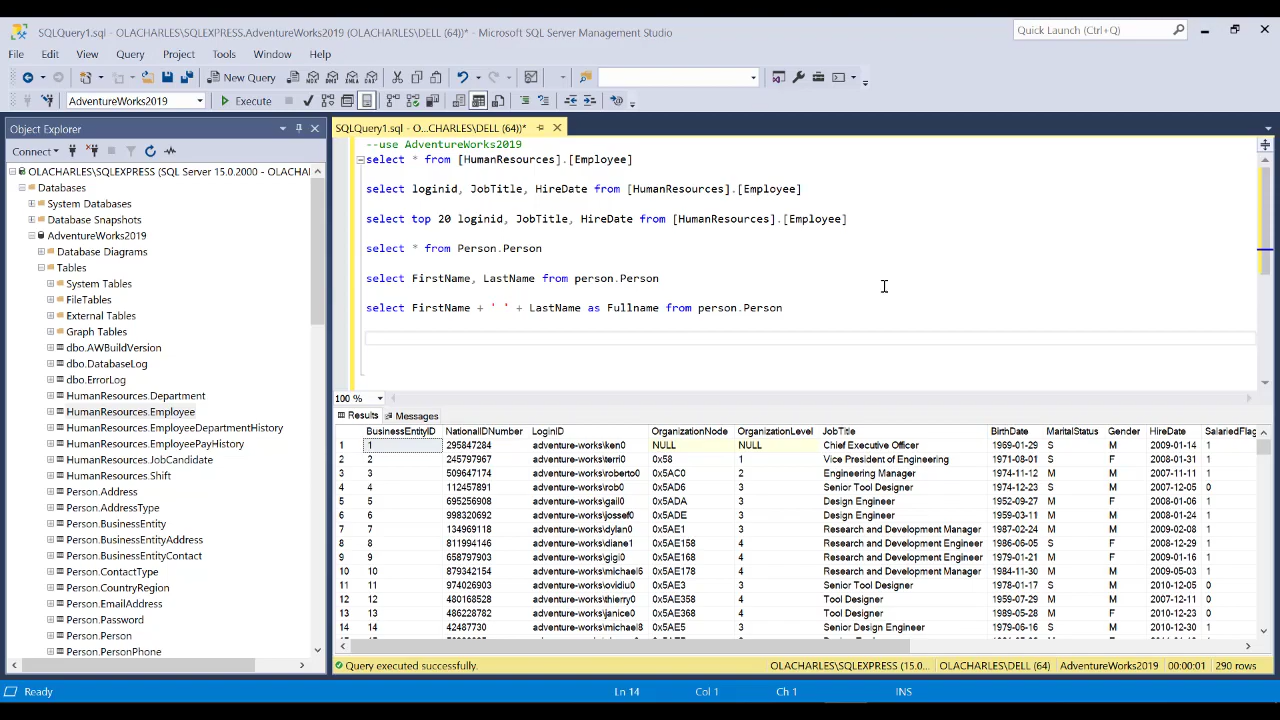 SQLQuery1.sql - OLACHARLES\SQLEXPRESS.AdventureWorks2019 (OLACHARLES\DELL (64))* - Microsoft SQL Server Management Studio
Quick Launch (Ctrl+Q)
File Edit View Query Project Tools Window Help
New Query
AdventureWorks2019 Execute
Object Explorer
Connect
OLACHARLES\SQLEXPRESS (SQL Server 15.0.2000 - OLACHAI
Databases
System Databases
Database Snapshots
AdventureWorks2019
Database Diagrams
Tables
System Tables
FileTables
External Tables
Graph Tables
dbo.AWBuildVersion
dbo.DatabaseLog
dbo.ErrorLog
HumanResources.Department
HumanResources.Employee
HumanResources.EmployeeDepartmentHistory
HumanResources.EmployeePayHistory
HumanResources.JobCandidate
HumanResources.Shift
Person.Address
Person.AddressType
Person.BusinessEntity
Person.BusinessEntityAddress
Person.BusinessEntityContact
Person.ContactType
Person.CountryRegion
Person.EmailAddress
Person.Password
Person.Person
Person.PersonPhone
SQLQuery1.sql - O...CHARLES\DELL (64))*
--use AdventureWorks2019
select * from [HumanResources].[Employee]
select loginid, JobTitle, HireDate from [HumanResources].[Employee]
select top 20 loginid, JobTitle, HireDate from [HumanResources].[Employee]
select * from Person.Person
select FirstName, LastName from person.Person
select FirstName + ' ' + LastName as Fullname from person.Person
100 %
Results Messages
BusinessEntityID NationalIDNumber LoginID OrganizationNode OrganizationLevel JobTitle BirthDate MaritalStatus Gender HireDate SalariedFlag
1 1 295847284 adventure-works\ken0 NULL NULL Chief Executive Officer 1969-01-29 S M 2009-01-14 1
2 2 245797967 adventure-works\terri0 0x58 1 Vice President of Engineering 1971-08-01 S F 2008-01-31 1
3 3 509647174 adventure-works\roberto0 0x5AC0 2 Engineering Manager 1974-11-12 M M 2007-11-11 1
4 4 112457891 adventure-works\rob0 0x5AD6 3 Senior Tool Designer 1974-12-23 S M 2007-12-05 0
5 5 695256908 adventure-works\gail0 0x5ADA 3 Design Engineer 1952-09-27 M F 2008-01-06 1
6 6 998320692 adventure-works\jossef0 0x5ADE 3 Design Engineer 1959-03-11 M M 2008-01-24 1
7 7 134969118 adventure-works\dylan0 0x5AE1 3 Research and Development Manager 1987-02-24 M M 2009-02-08 1
8 8 811994146 adventure-works\diane1 0x5AE158 4 Research and Development Engineer 1986-06-05 S F 2008-12-29 1
9 9 658797903 adventure-works\gigi0 0x5AE168 4 Research and Development Engineer 1979-01-21 M F 2009-01-16 1
10 10 879342154 adventure-works\michael6 0x5AE178 4 Research and Development Manager 1984-11-30 M M 2009-05-03 1
11 11 974026903 adventure-works\ovidiu0 0x5AE3 3 Senior Tool Designer 1978-01-17 S M 2010-12-05 0
12 12 480168528 adventure-works\thierry0 0x5AE358 4 Tool Designer 1959-07-29 M M 2007-12-11 0
13 13 486228782 adventure-works\janice0 0x5AE368 4 Tool Designer 1989-05-28 M F 2010-12-23 0
14 14 42487730 adventure-works\michael8 0x5AE5 3 Senior Design Engineer 1979-06-16 S M 2010-12-30 1
Query executed successfully. OLACHARLES\SQLEXPRESS (15.0... OLACHARLES\DELL (64) AdventureWorks2019 00:00:01 290 rows
Ready Ln 14 Col 1 Ch 1 INS